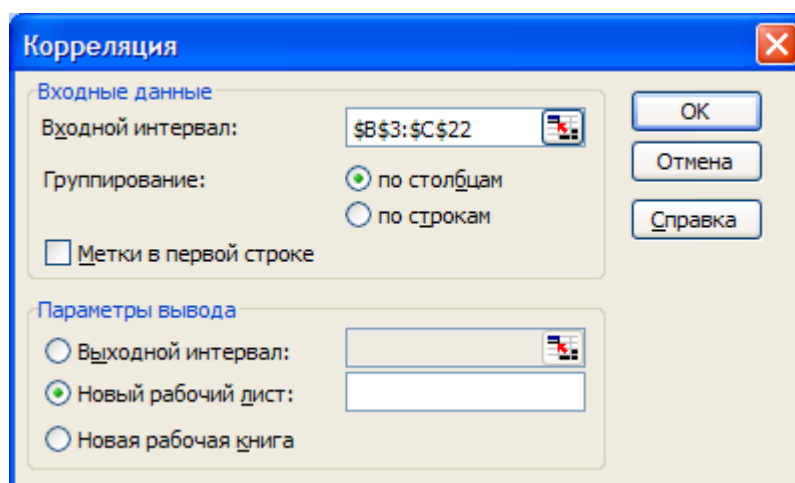 Корреляция
Входные данные
Входной интервал: $B$3:$C$22
Группирование: по столбцам
по строкам
Метки в первой строке
OK
Отмена
Справка
Параметры вывода
Выходной интервал:
Новый рабочий лист:
Новая рабочая книга